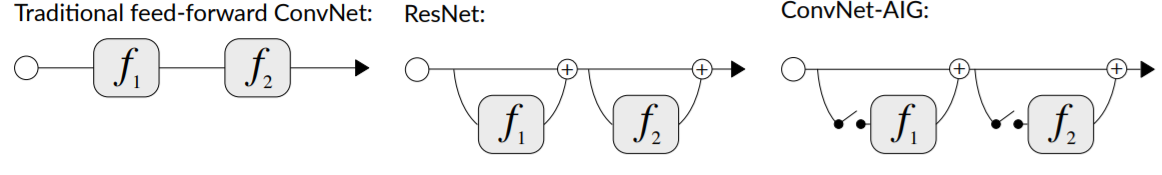 Traditional feed-forward ConvNet:
ResNet:
ConvNet-AIG:
f1
f2
+
+
f1
f2
+
+
f1
f2